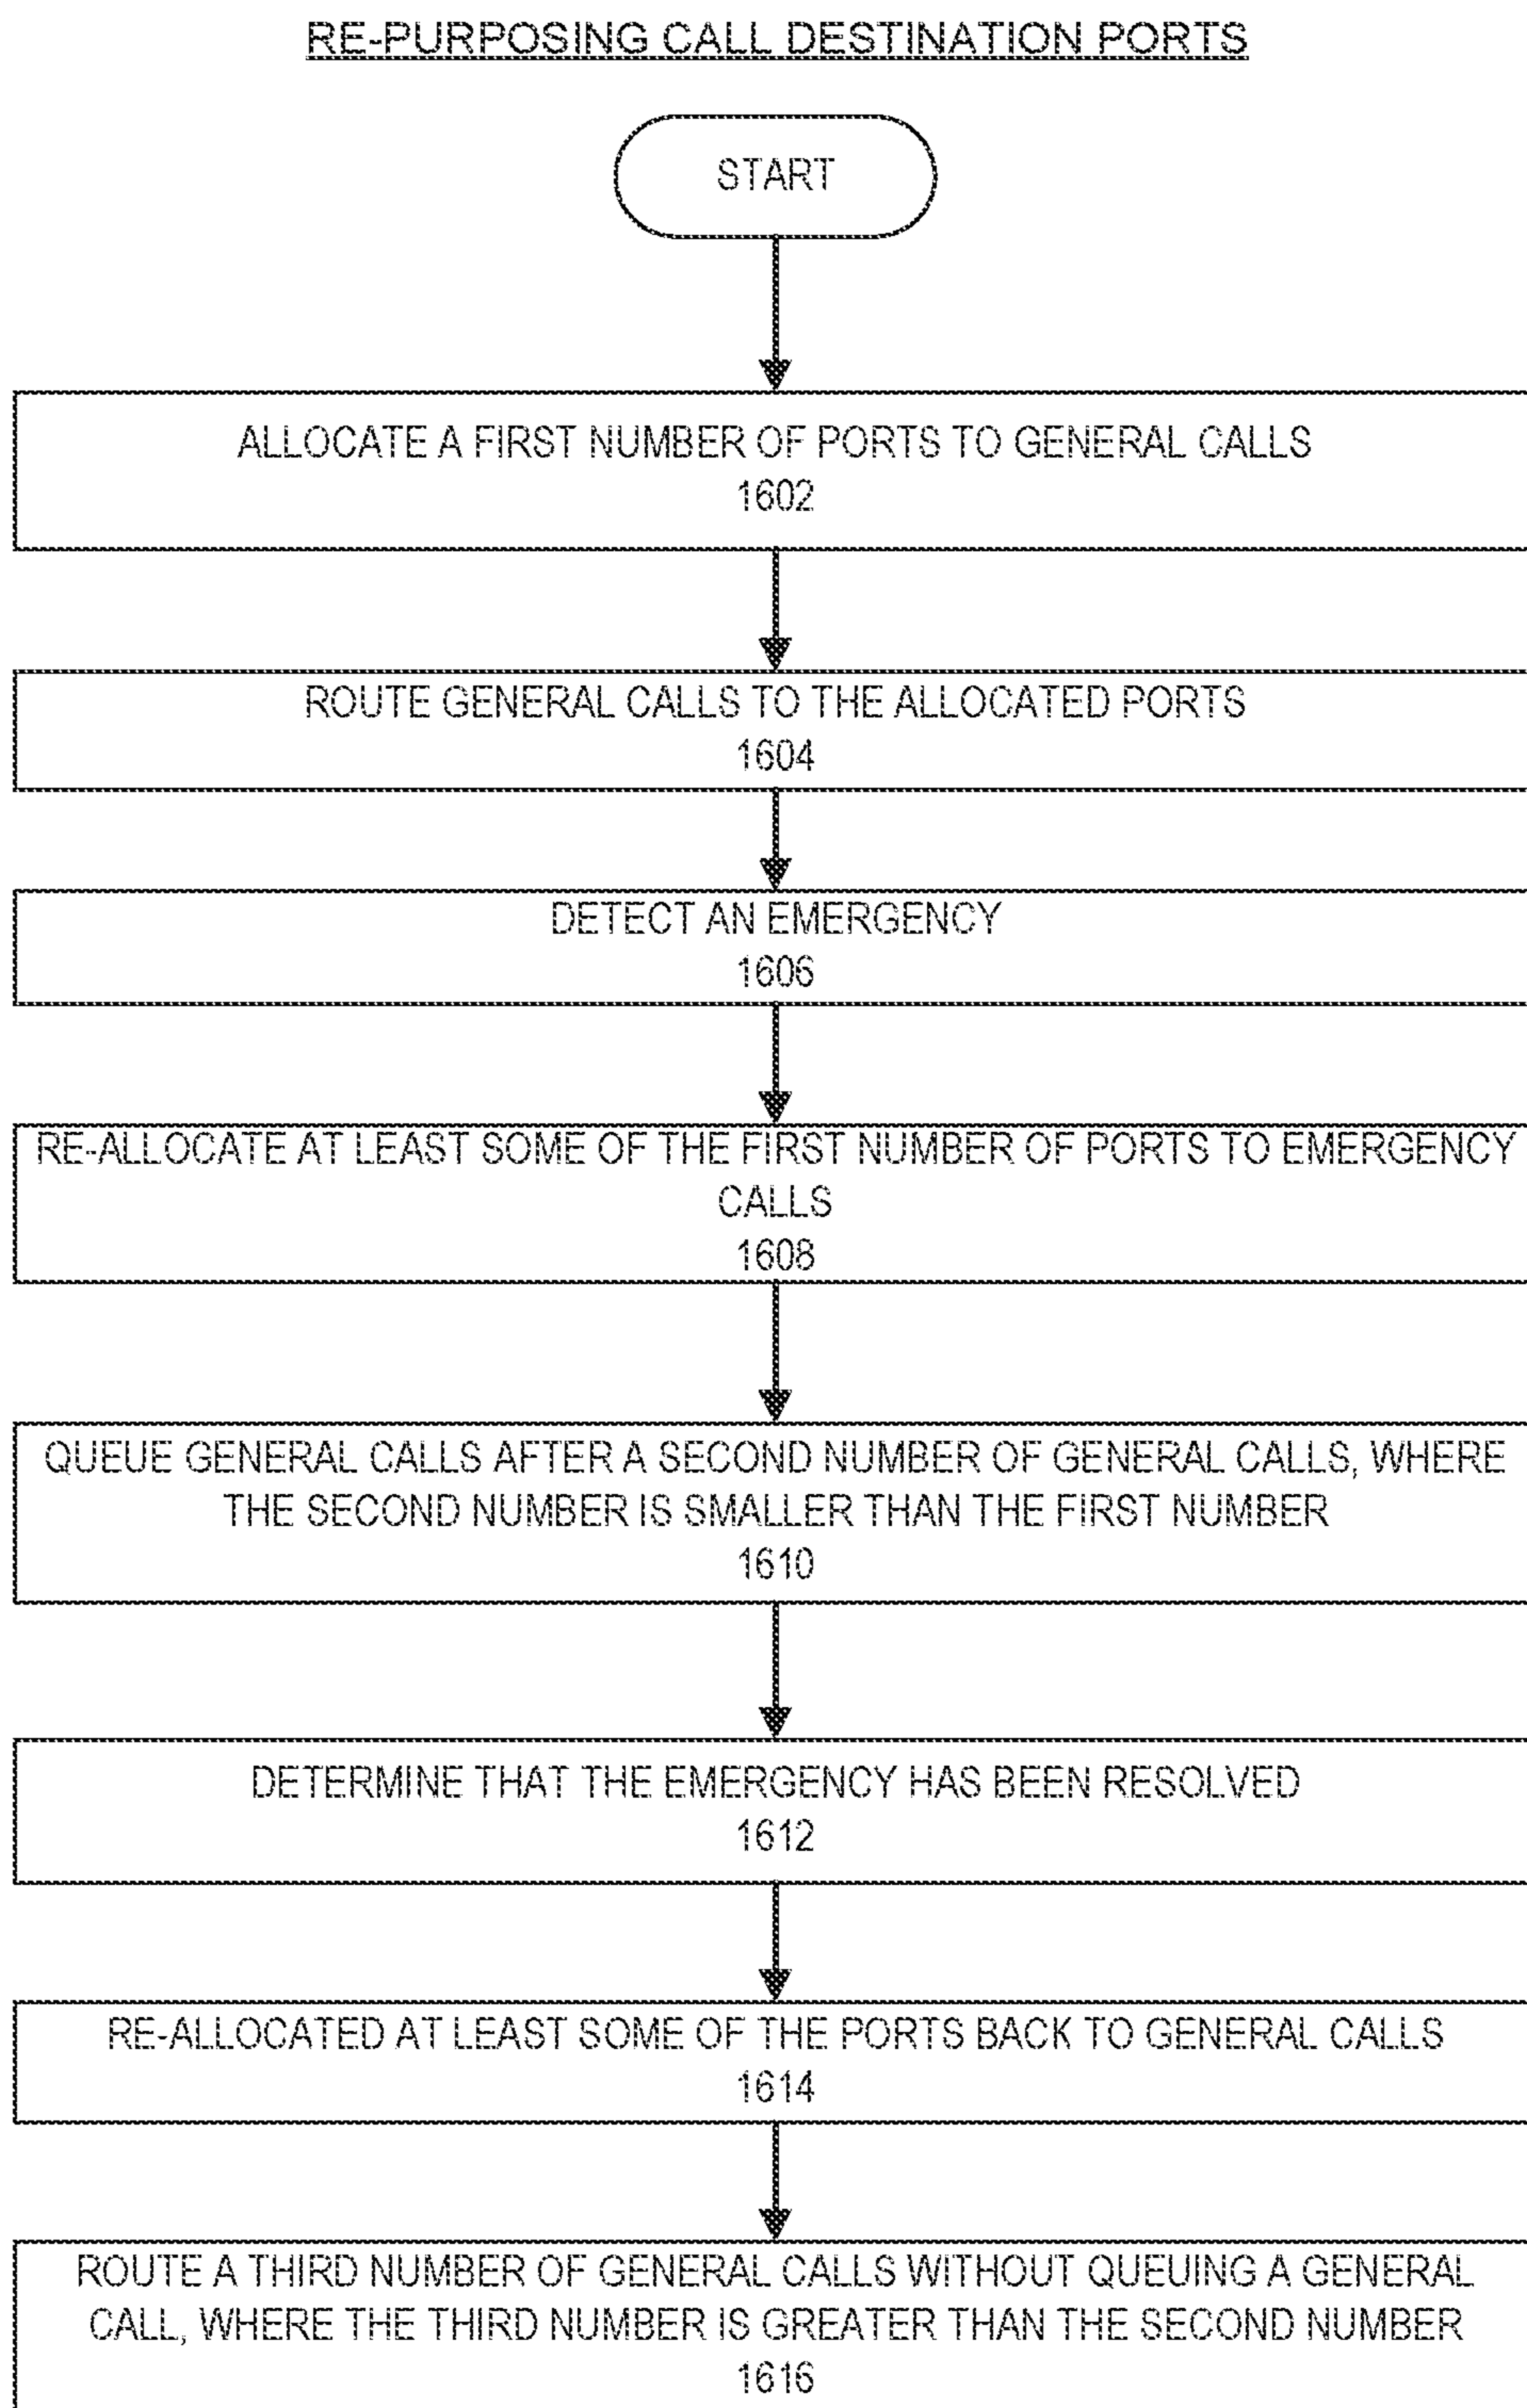 RE-PURPOSING CALL DESTINATION PORTS
START
ALLOCATE A FIRST NUMBER OF PORTS TO GENERAL CALLS
1602
ROUTE GENERAL CALLS TO THE ALLOCATED PORTS
1604
DETECT AN EMERGENCY
1606
RE-ALLOCATE AT LEAST SOME OF THE FIRST NUMBER OF PORTS TO EMERGENCY
CALLS
1608
QUEUE GENERAL CALLS AFTER A SECOND NUMBER OF GENERAL CALLS, WHERE
THE SECOND NUMBER IS SMALLER THAN THE FIRST NUMBER
1610
DETERMINE THAT THE EMERGENCY HAS BEEN RESOLVED
1612
RE-ALLOCATED AT LEAST SOME OF THE PORTS BACK TO GENERAL CALLS
1614
ROUTE A THIRD NUMBER OF GENERAL CALLS WITHOUT QUEUING A GENERAL
CALL, WHERE THE THIRD NUMBER IS GREATER THAN THE SECOND NUMBER
1616